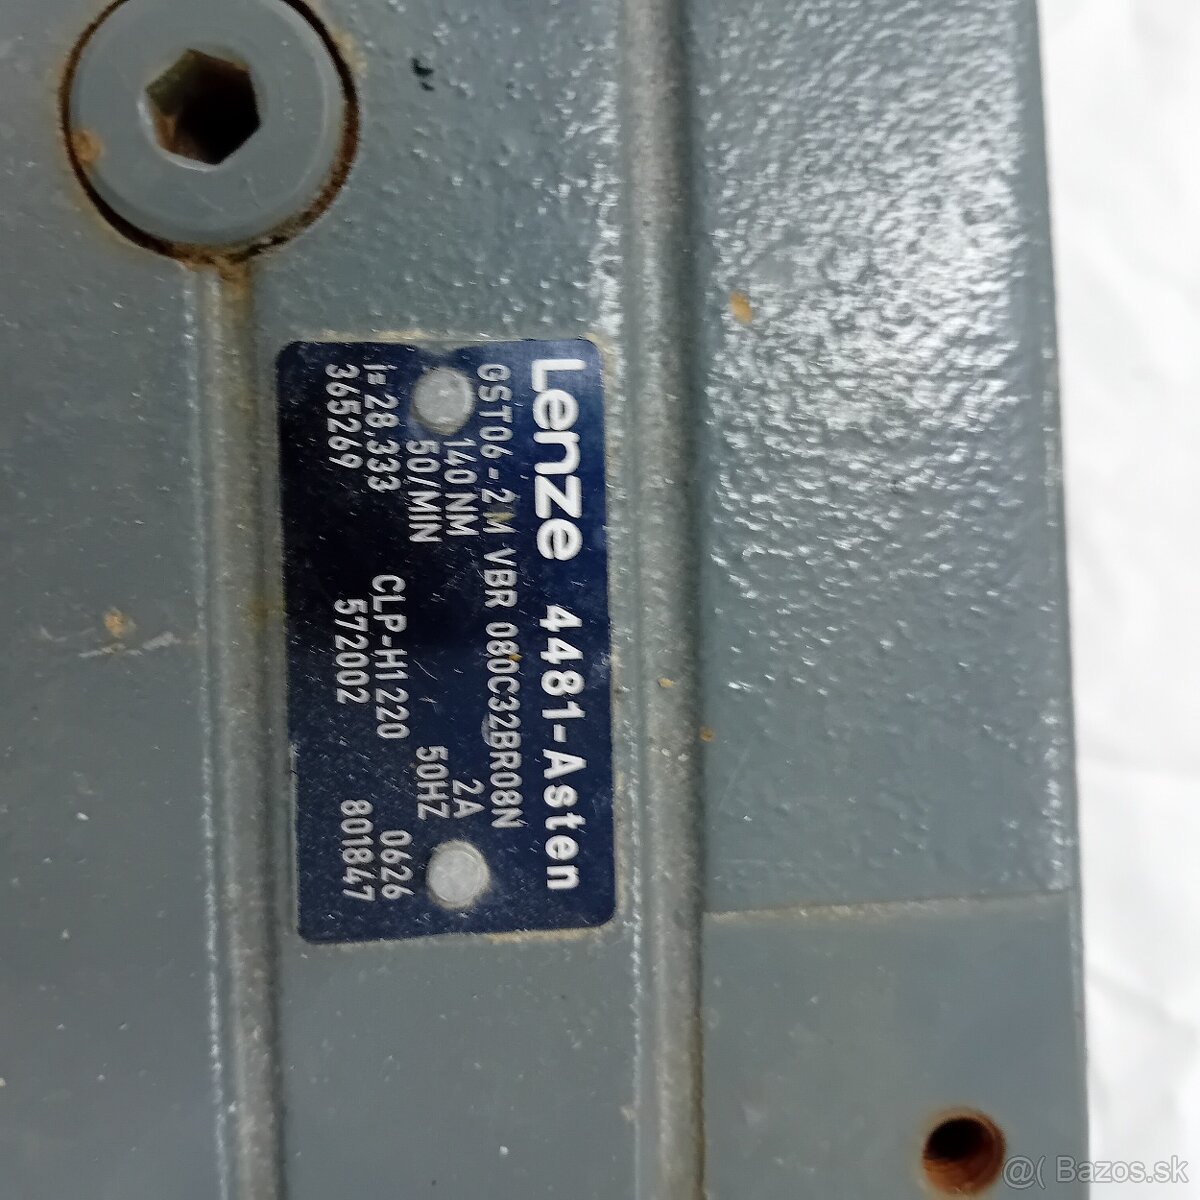 Lenze 4481-Asten
GST06-2M VBR 080C32BR08N
140NM 2A
50/MIN 50HZ
i=28,333 CLP-H1220 0626
365269 572002 801847
@( Bazos.sk